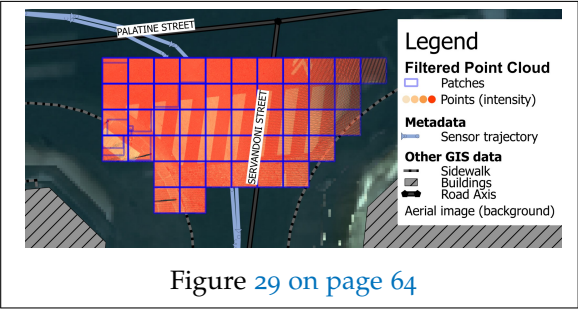 PALATINE STREET
SERVANDONI STREET
Legend
Filtered Point Cloud
Patches
Points (intensity)
Metadata
Sensor trajectory
Other GIS data
Sidewalk
Buildings
Road Axis
Aerial image (background)
Figure 29 on page 64